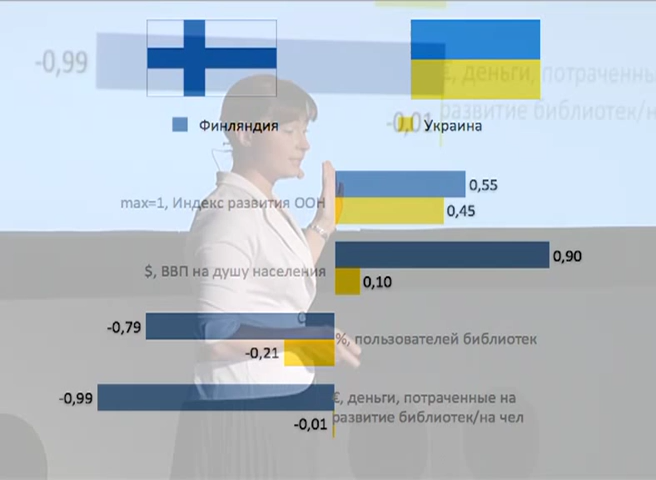 -0,99
€, деньги, потраченны
-0,01
развитие библиотек/н
Финляндия
Украина
max=1, Индекс развития ООН
0,55
0,45
$, ВВП на душу населения
0,90
0,10
-0,79
-0,21
%, пользователей библиотек
-0,99
€, деньги, потраченные на
развитие библиотек/на чел
-0,01